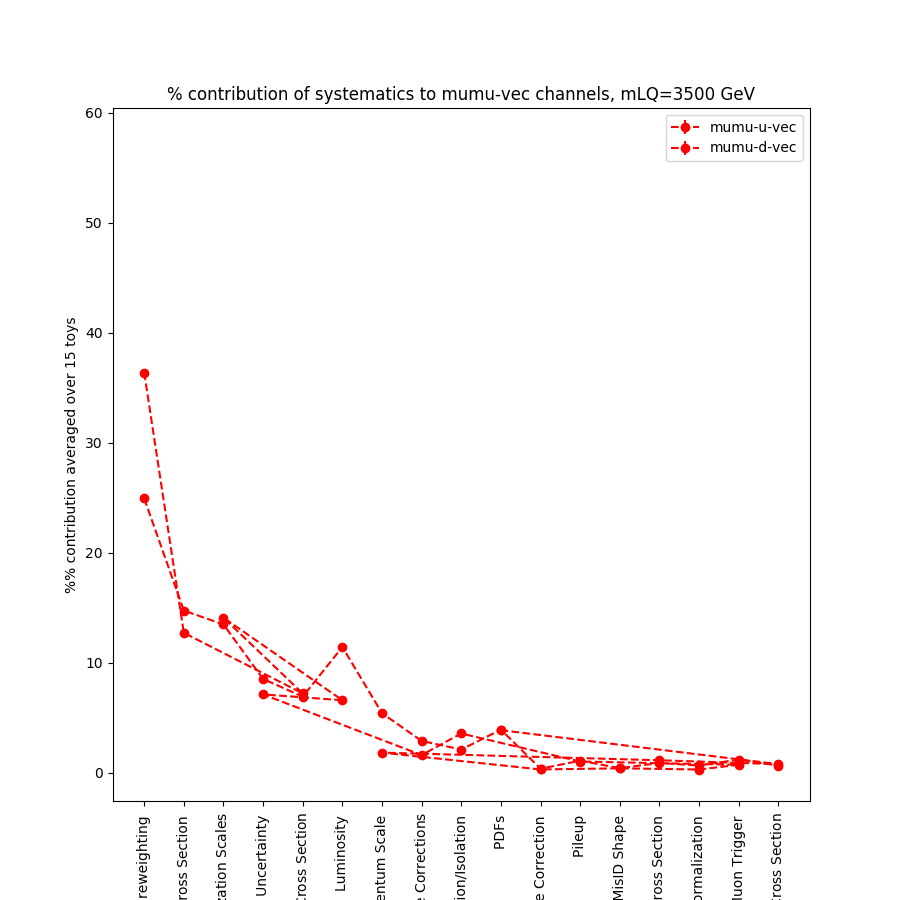 % contribution of systematics to mumu-vec channels, mLQ=3500 GeV
mumu-u-vec
mumu-d-vec
%% contribution averaged over 15 toys
60
50
40
30
20
10
0
reweighting
ross Section
zation Scales
Uncertainty
ross Section
Luminosity
entum Scale
e Corrections
ion/Isolation
PDFs
e Correction
Pileup
MisID Shape
ross Section
ormalization
uon Trigger
ross Section